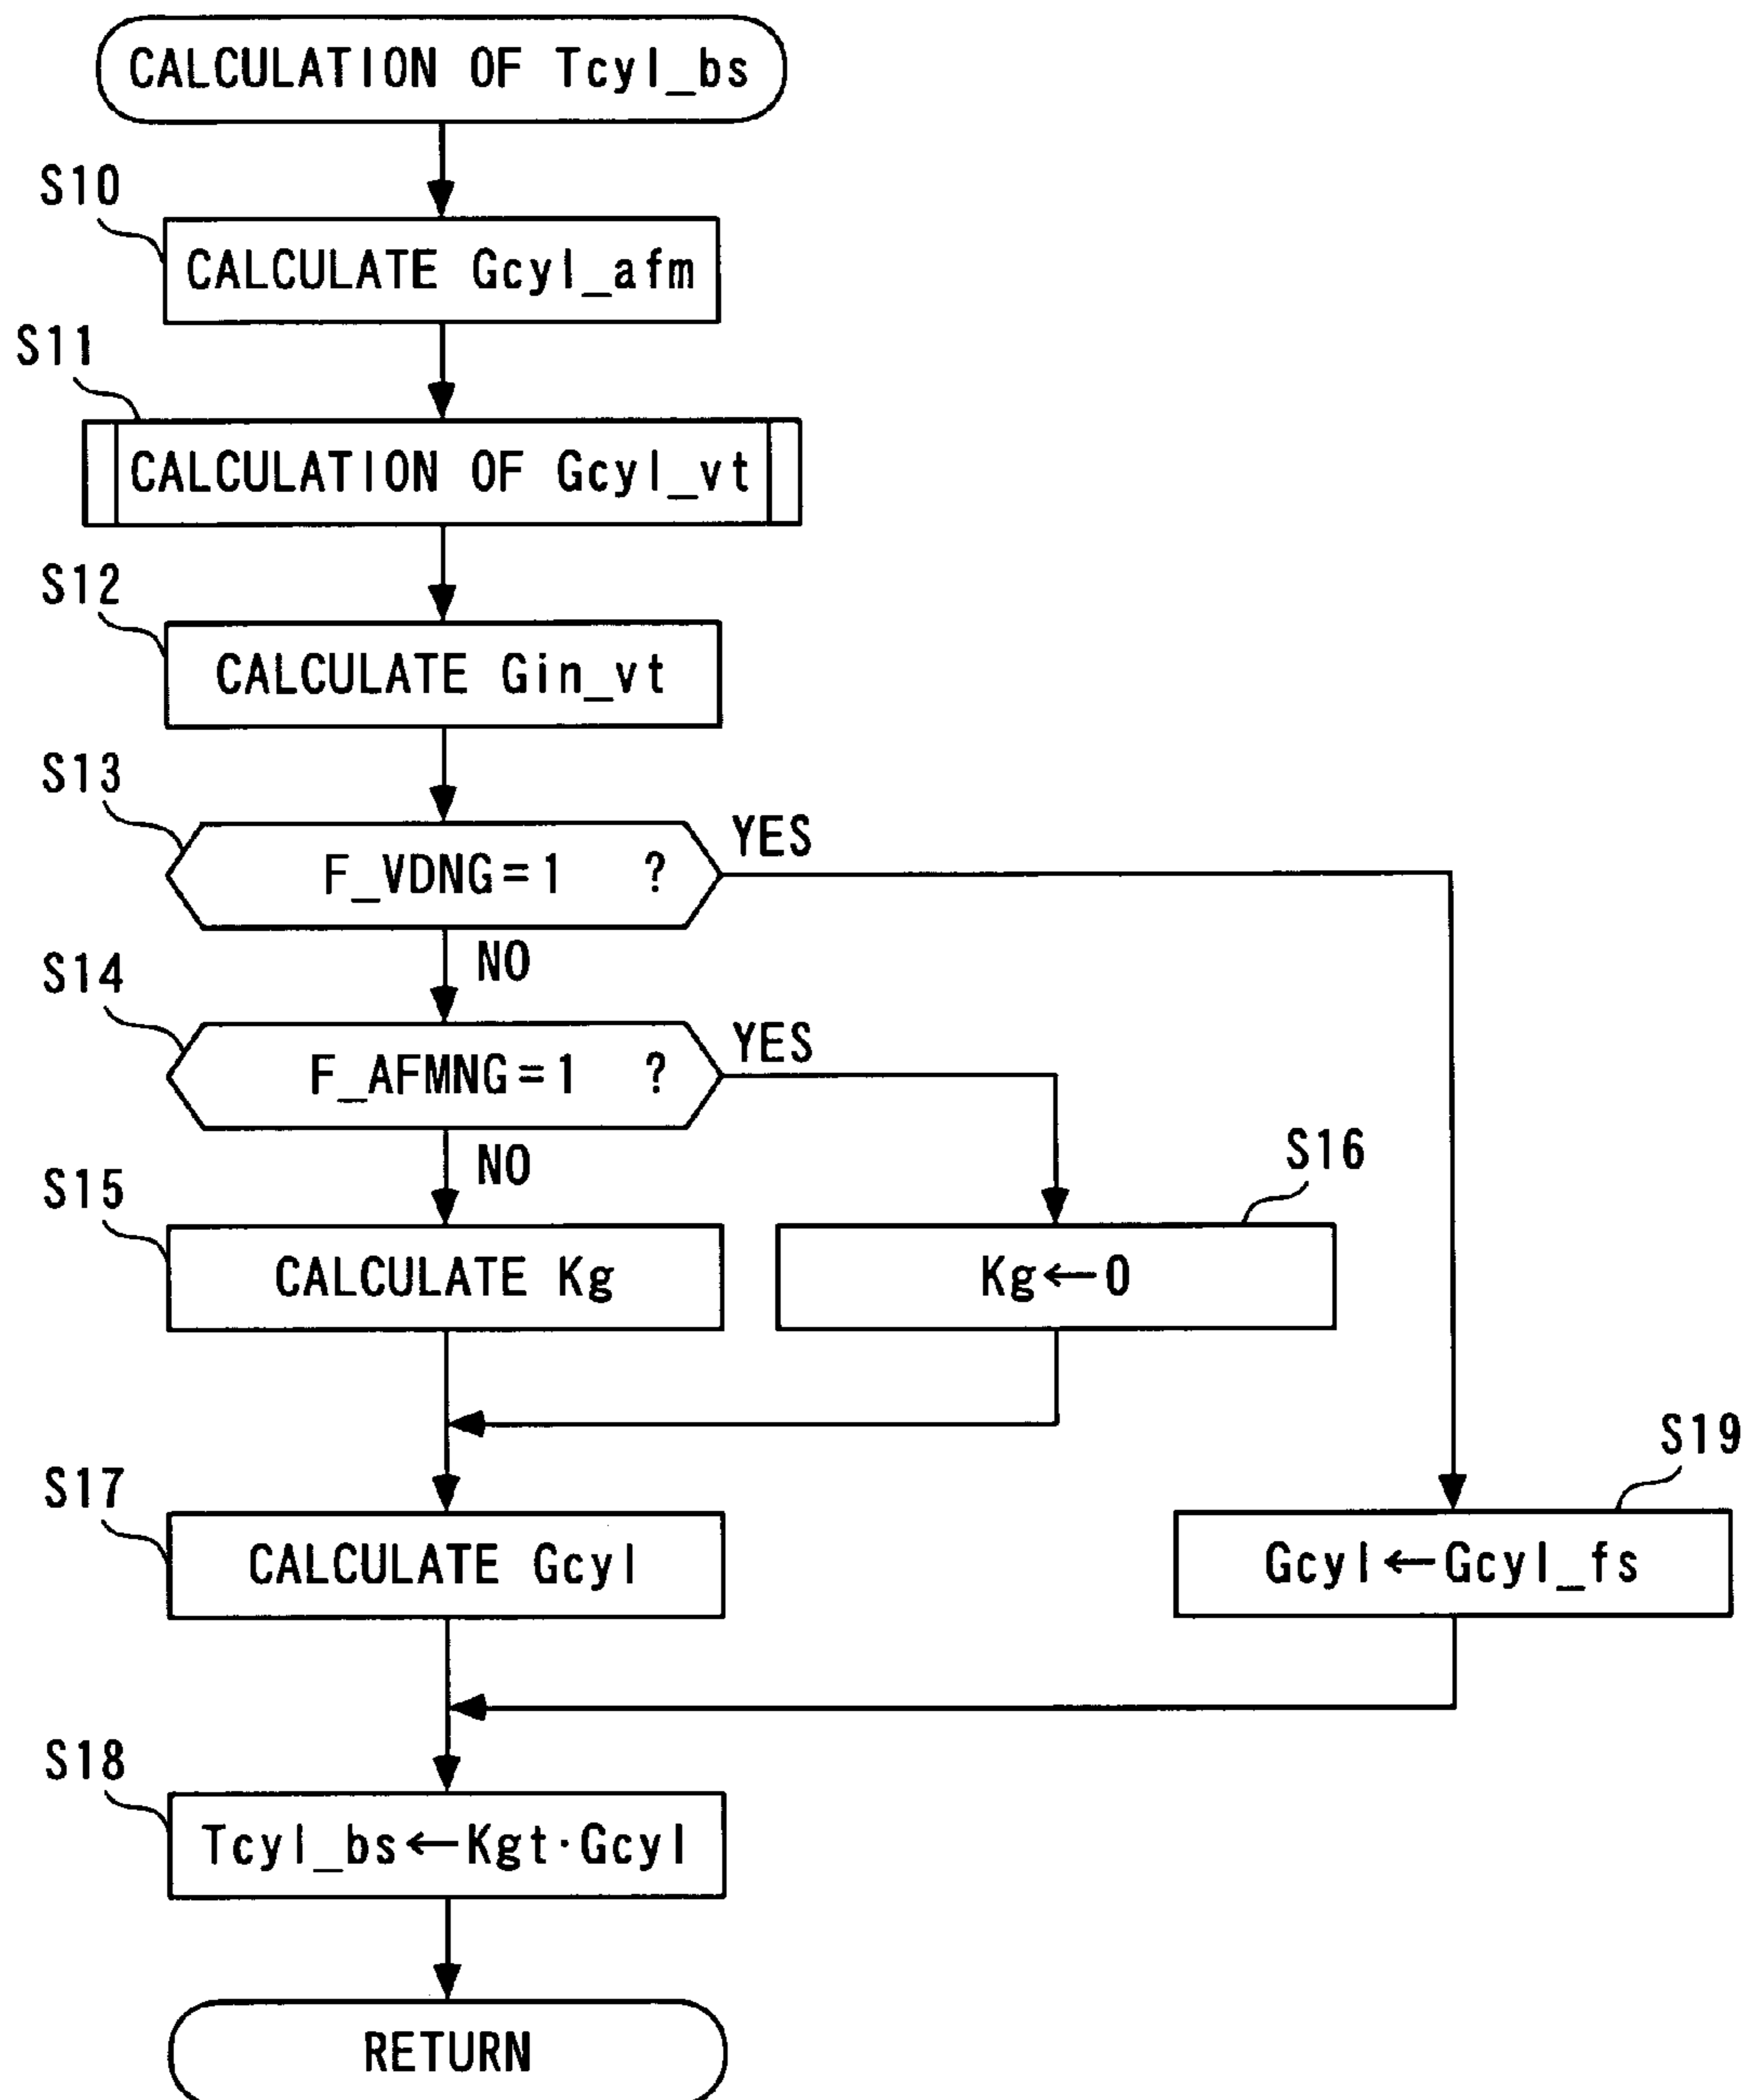 CALCULATION OF Tcyl_bs
S10
CALCULATE Gcyl_afm
S11
CALCULATION OF Gcyl_vt
S12
CALCULATE Gin_vt
S13
F_VDNG=1 ?
YES
NO
S14
F_AFMNG=1 ?
YES
NO
S15
CALCULATE Kg
S16
Kg←0
S17
CALCULATE Gcyl
S19
Gcyl←Gcyl_fs
S18
Tcyl_bs←Kgt·Gcyl
RETURN